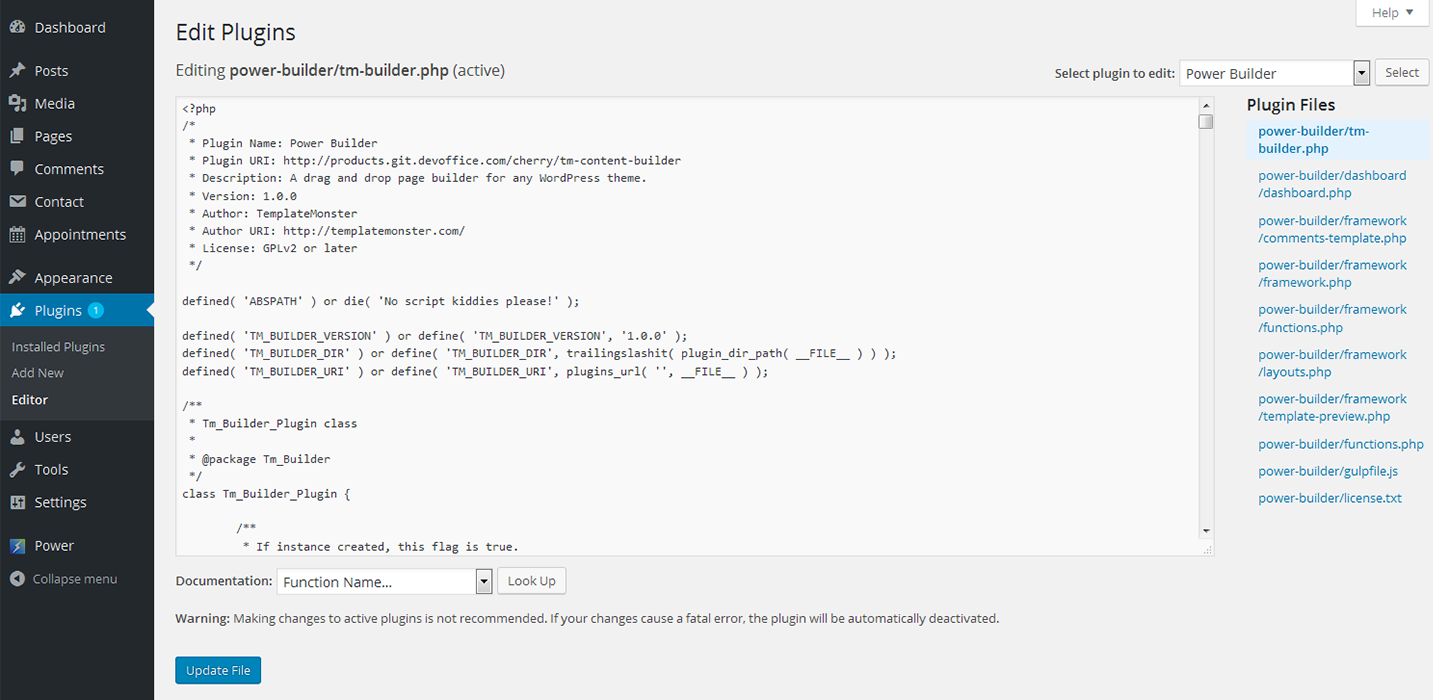 Dashboard
Posts
Media
Pages
Comments
Contact
Appointments
Appearance
Plugins 1
Installed Plugins
Add New
Editor
Users
Tools
Settings
Power
Collapse menu
Help
Edit Plugins
Editing power-builder/tm-builder.php (active)
Select plugin to edit: Power Builder Select
<?php
/*
 * Plugin Name: Power Builder
 * Plugin URI: http://products.git.devoffice.com/cherry/tm-content-builder
 * Description: A drag and drop page builder for any WordPress theme.
 * Version: 1.0.0
 * Author: TemplateMonster
 * Author URI: http://templatemonster.com/
 * License: GPLv2 or later
 */
defined( 'ABSPATH' ) or die( 'No script kiddies please!' );
defined( 'TM_BUILDER_VERSION' ) or define( 'TM_BUILDER_VERSION', '1.0.0' );
defined( 'TM_BUILDER_DIR' ) or define( 'TM_BUILDER_DIR', trailingslashit( plugin_dir_path( __FILE__ ) ) );
defined( 'TM_BUILDER_URI' ) or define( 'TM_BUILDER_URI', plugins_url( '', __FILE__ ) );
/**
 * Tm_Builder_Plugin class
 *
 * @package Tm_Builder
 */
class Tm_Builder_Plugin {
/**
 * If instance created, this flag is true.
Plugin Files
power-builder/tm-
builder.php
power-builder/dashboard
/dashboard.php
power-builder/framework
/comments-template.php
power-builder/framework
/framework.php
power-builder/framework
/functions.php
power-builder/framework
/layouts.php
power-builder/framework
/template-preview.php
power-builder/functions.php
power-builder/gulpfile.js
power-builder/license.txt
Documentation: Function Name... Look Up
Warning: Making changes to active plugins is not recommended. If your changes cause a fatal error, the plugin will be automatically deactivated.
Update File